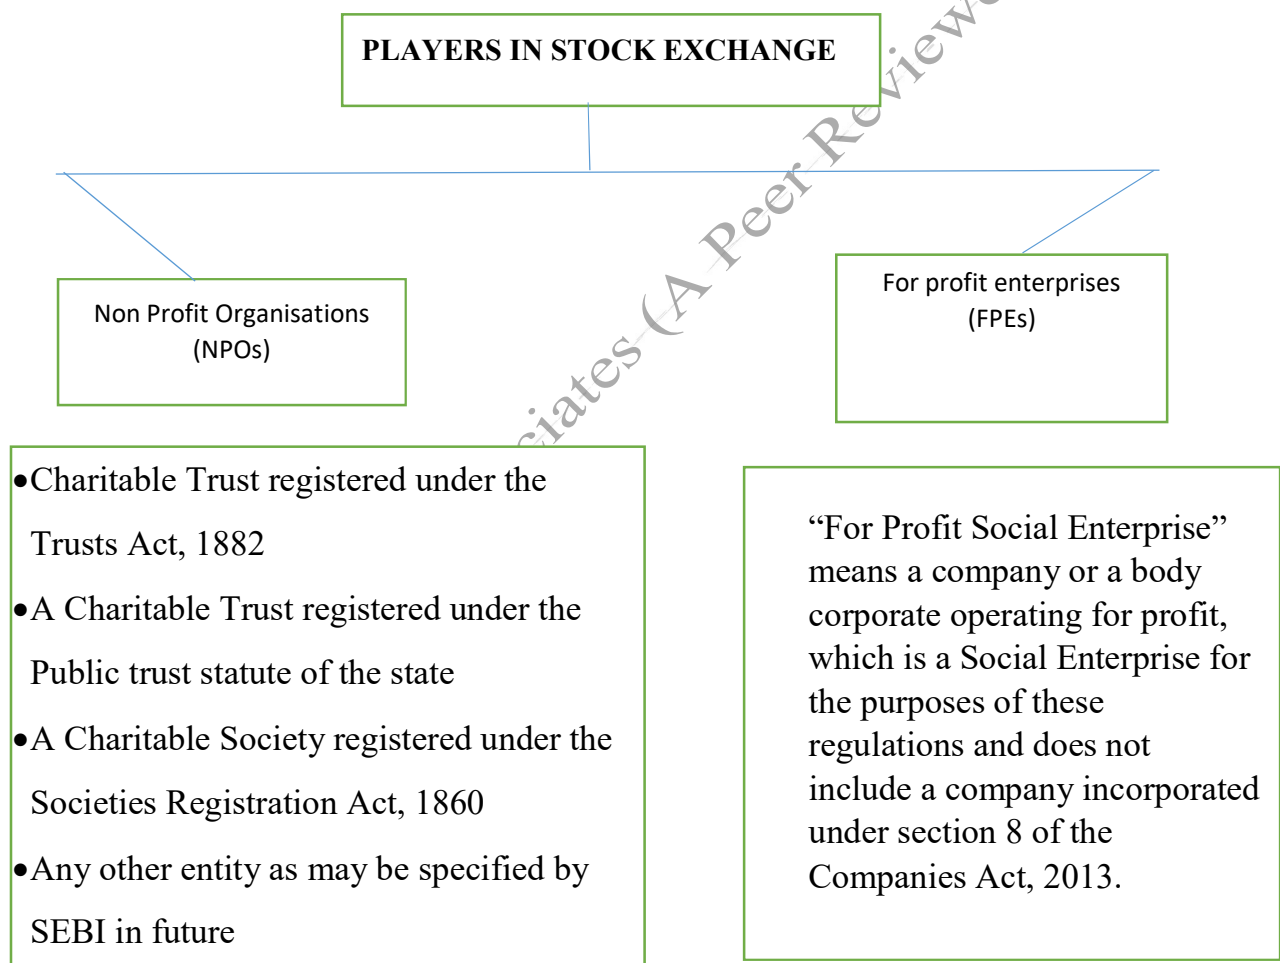 PLAYERS IN STOCK EXCHANGE
Non Profit Organisations
(NPOs)
For profit enterprises
(FPEs)
•Charitable Trust registered under the
Trusts Act, 1882
•A Charitable Trust registered under the
Public trust statute of the state
•A Charitable Society registered under the
Societies Registration Act, 1860
•Any other entity as may be specified by
SEBI in future
“For Profit Social Enterprise”
means a company or a body
corporate operating for profit,
which is a Social Enterprise for
the purposes of these
regulations and does not
include a company incorporated
under section 8 of the
Companies Act, 2013.
(A Peer